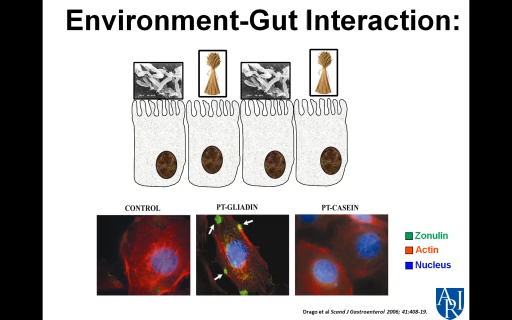 Environment-Gut Interaction:
CONTROL
PT-GLIADIN
PT-CASEIN
Zonulin
Actin
Nucleus
Drago et al Scand J Gastroenterol 2006; 41:408-19.